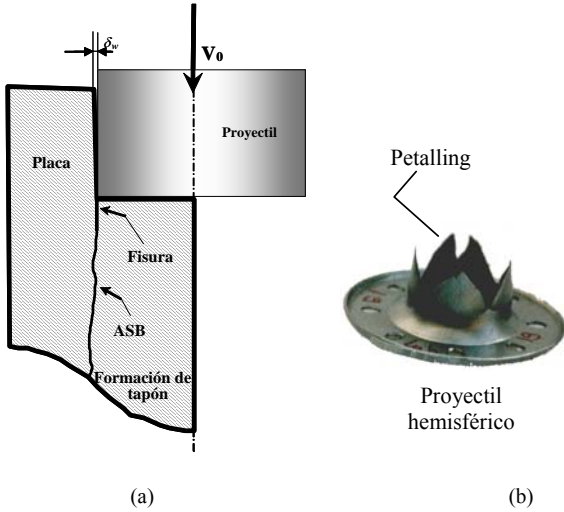 δw
V0
Placa
Proyectil
Fisura
ASB
Formación de
tapón
(a)
Petalling
Proyectil
hemisférico
(b)